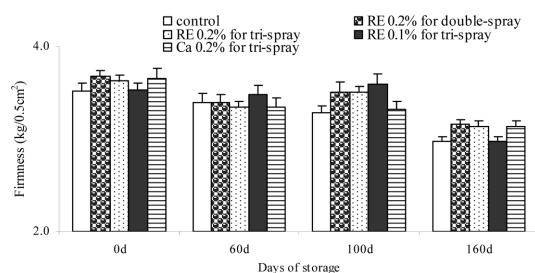 control
RE 0.2% for double-spray
RE 0.2% for tri-spray
RE 0.1% for tri-spray
Ca 0.2% for tri-spray
4.0
2.0
Firmness (kg/0.5cm²)
0d 60d 100d 160d
Days of storage